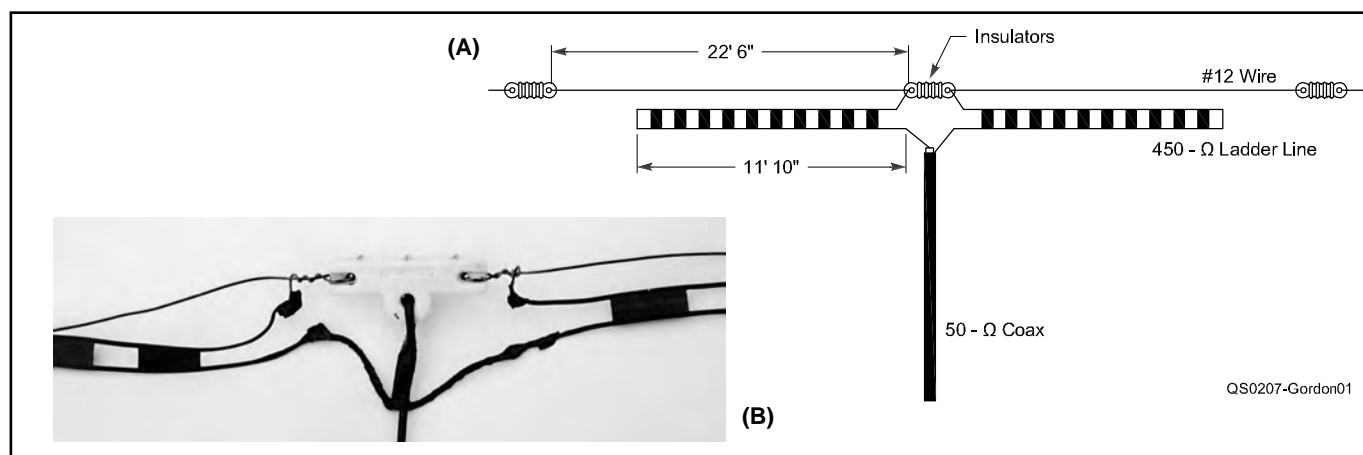 (A)
Insulators
22' 6"
#12 Wire
450 - Ω Ladder Line
11' 10"
50 - Ω Coax
QS0207-Gordon01
(B)